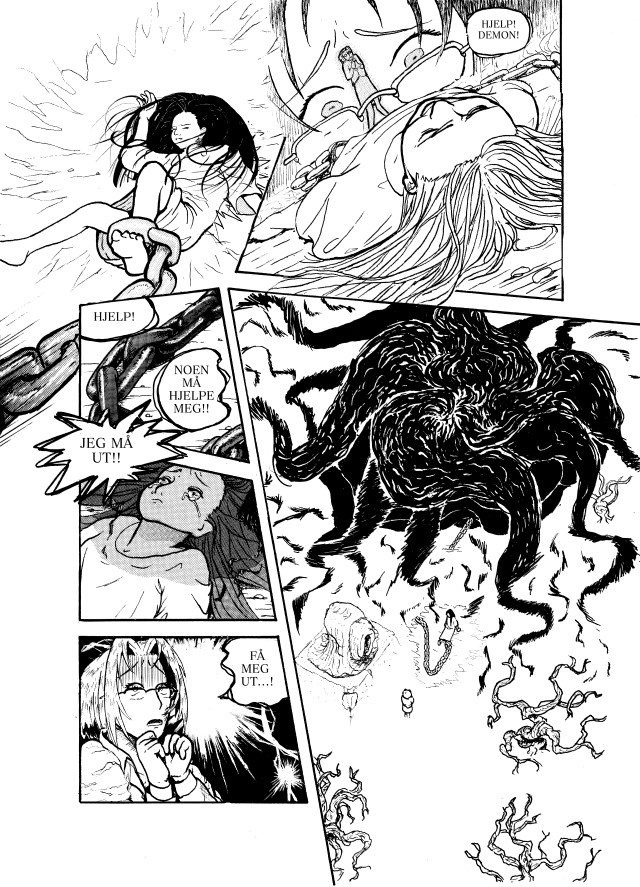 HJELP!
DEMON!
HJELP!
NOEN
MÅ
HJELPE
MEG!!
JEG MÅ
UT!!
FÅ
MEG
UT...!